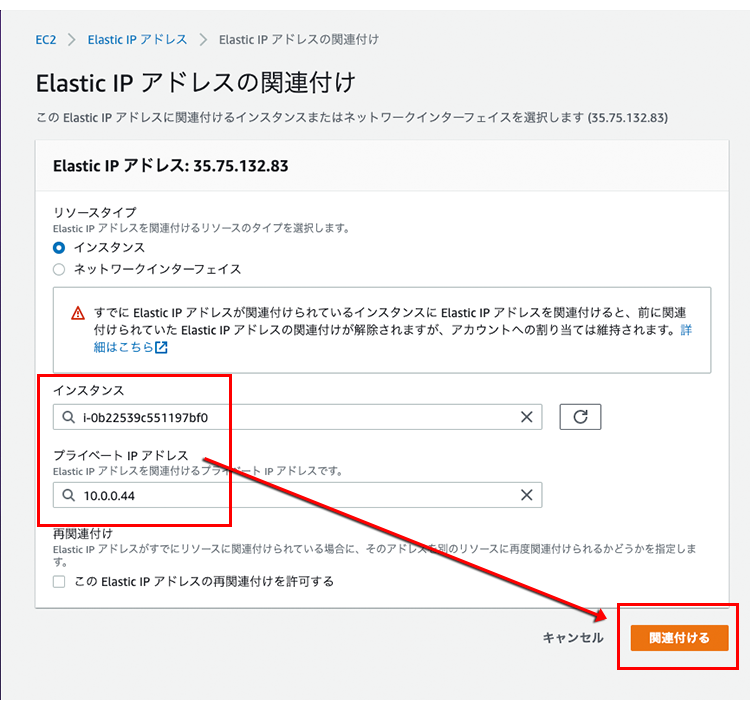 EC2 > Elastic IP アドレス > Elastic IP アドレスの関連付け
Elastic IP アドレスの関連付け
この Elastic IP アドレスに関連付けるインスタンスまたはネットワークインターフェイスを選択します (35.75.132.83)
Elastic IP アドレス: 35.75.132.83
リソースタイプ
Elastic IP アドレスを関連付けるリソースのタイプを選択します。
インスタンス
ネットワークインターフェイス
すでに Elastic IP アドレスが関連付けられているインスタンスに Elastic IP アドレスを関連付けると、前に関連
付けられていた Elastic IP アドレスの関連付けが解除されますが、アカウントへの割り当ては維持されます。詳
細はこちら
インスタンス
i-0b22539c551197bf0
プライベート IP アドレス
Elastic IP アドレスを関連付けるプライベート IP アドレスです。
10.0.0.44
再関連付け
Elastic IP アドレスがすでにリソースに関連付けられている場合に、そのアドレスを別のリソースに再度関連付けられるかどうかを指定しま
す。
この Elastic IP アドレスの再関連付けを許可する
キャンセル
関連付ける